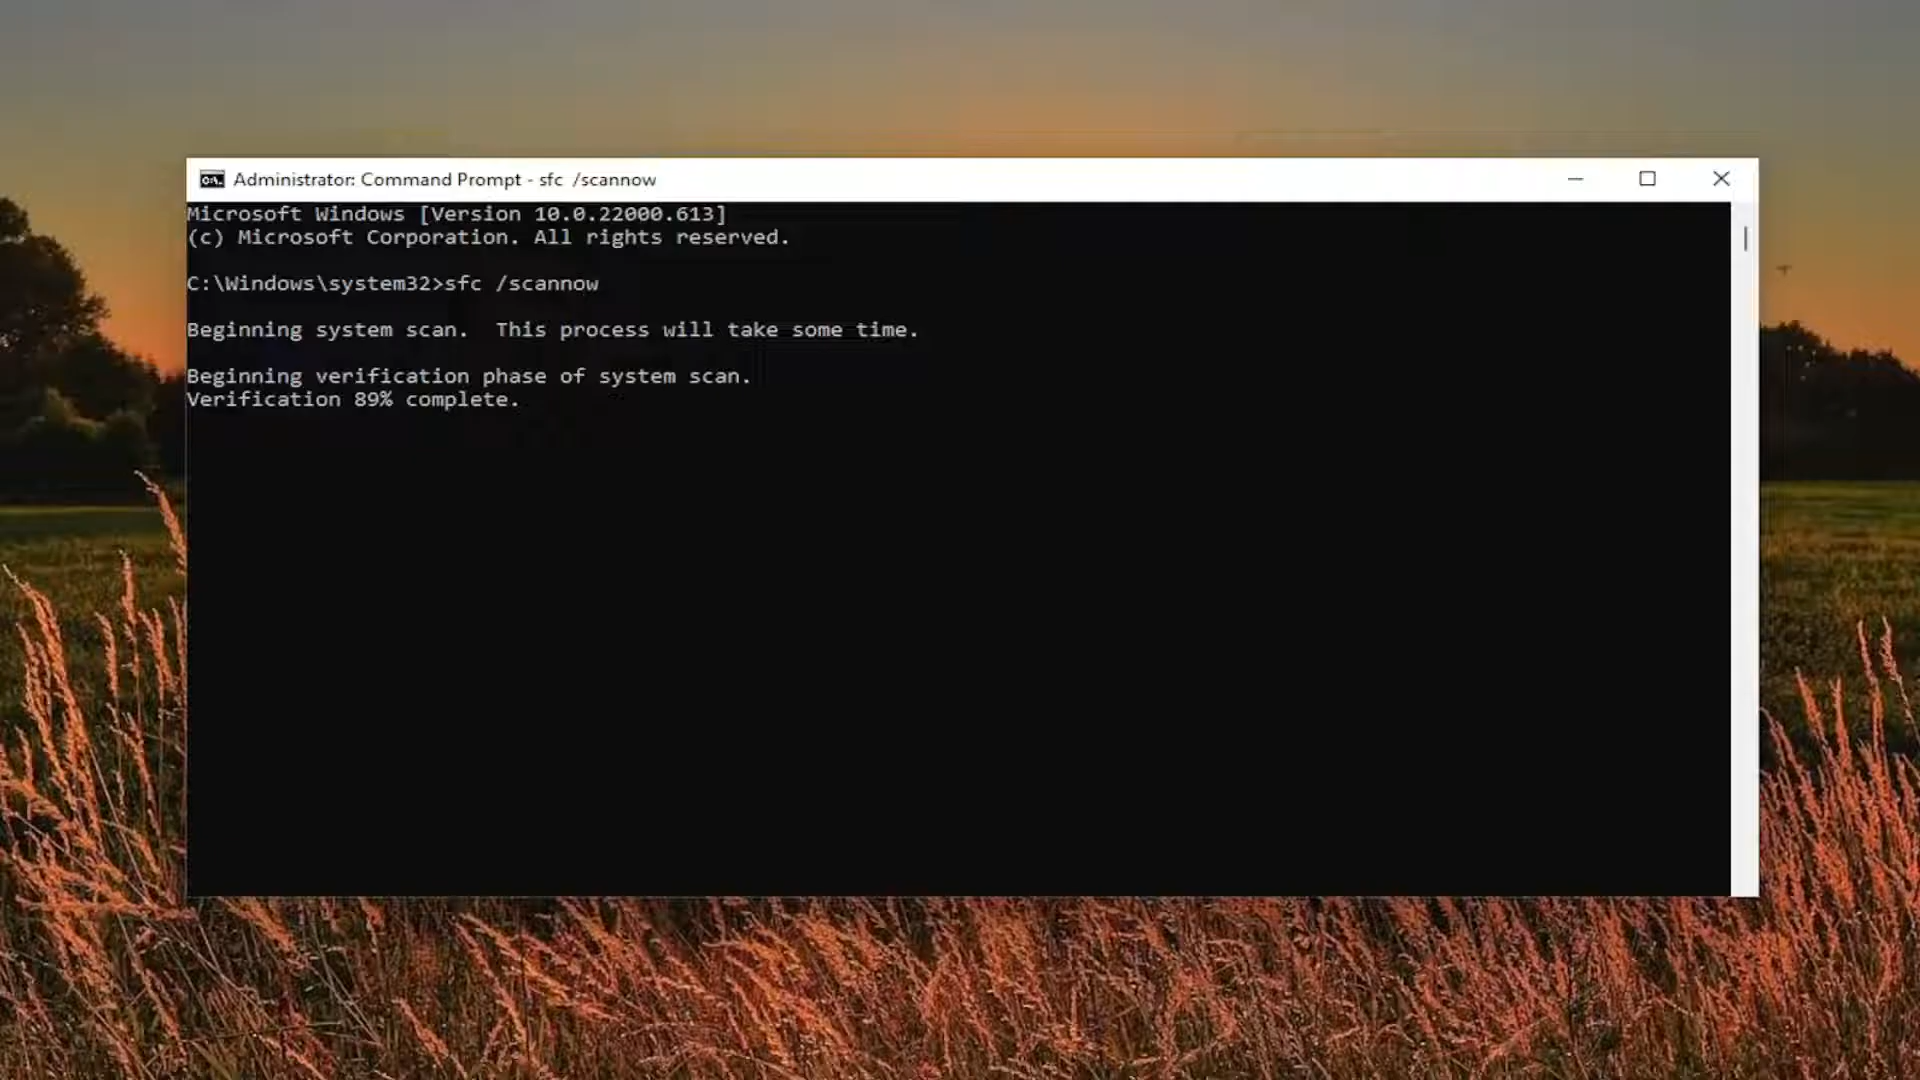 Administrator: Command Prompt - sfc  /scannow
Microsoft Windows [Version 10.0.22000.613]
(c) Microsoft Corporation. All rights reserved.
C:\Windows\system32>sfc /scannow
Beginning system scan.  This process will take some time.
Beginning verification phase of system scan.
Verification 89% complete.